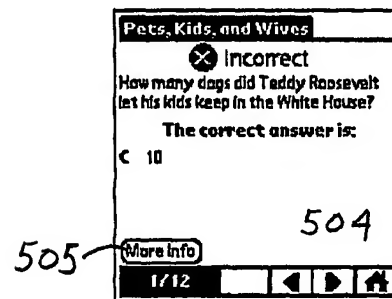 Pets, Kids, and Wives
Incorrect
How many dogs did Teddy Roosevelt
let his kids keep in the White House?
The correct answer is:
C 10
504
505
More Info
1/12